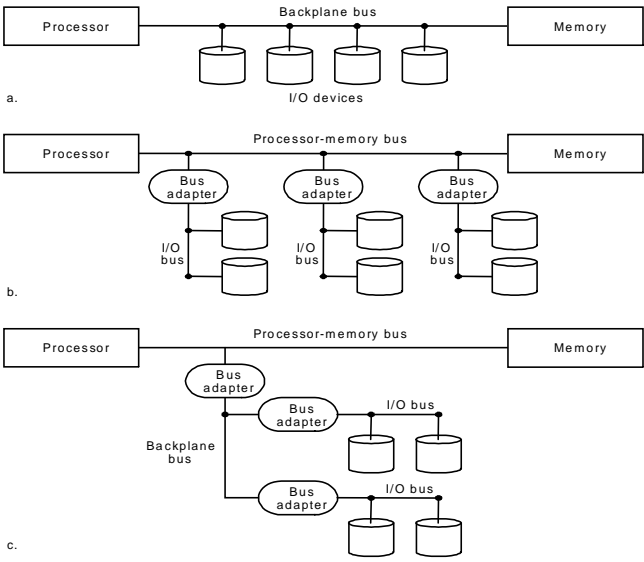 Backplane bus
Processor
Memory
I/O devices
a.
Processor-memory bus
Processor
Memory
Bus
adapter
Bus
adapter
Bus
adapter
I/O
bus
I/O
bus
I/O
bus
b.
Processor-memory bus
Processor
Memory
Bus
adapter
Bus
adapter
I/O bus
Backplane
bus
Bus
adapter
I/O bus
c.